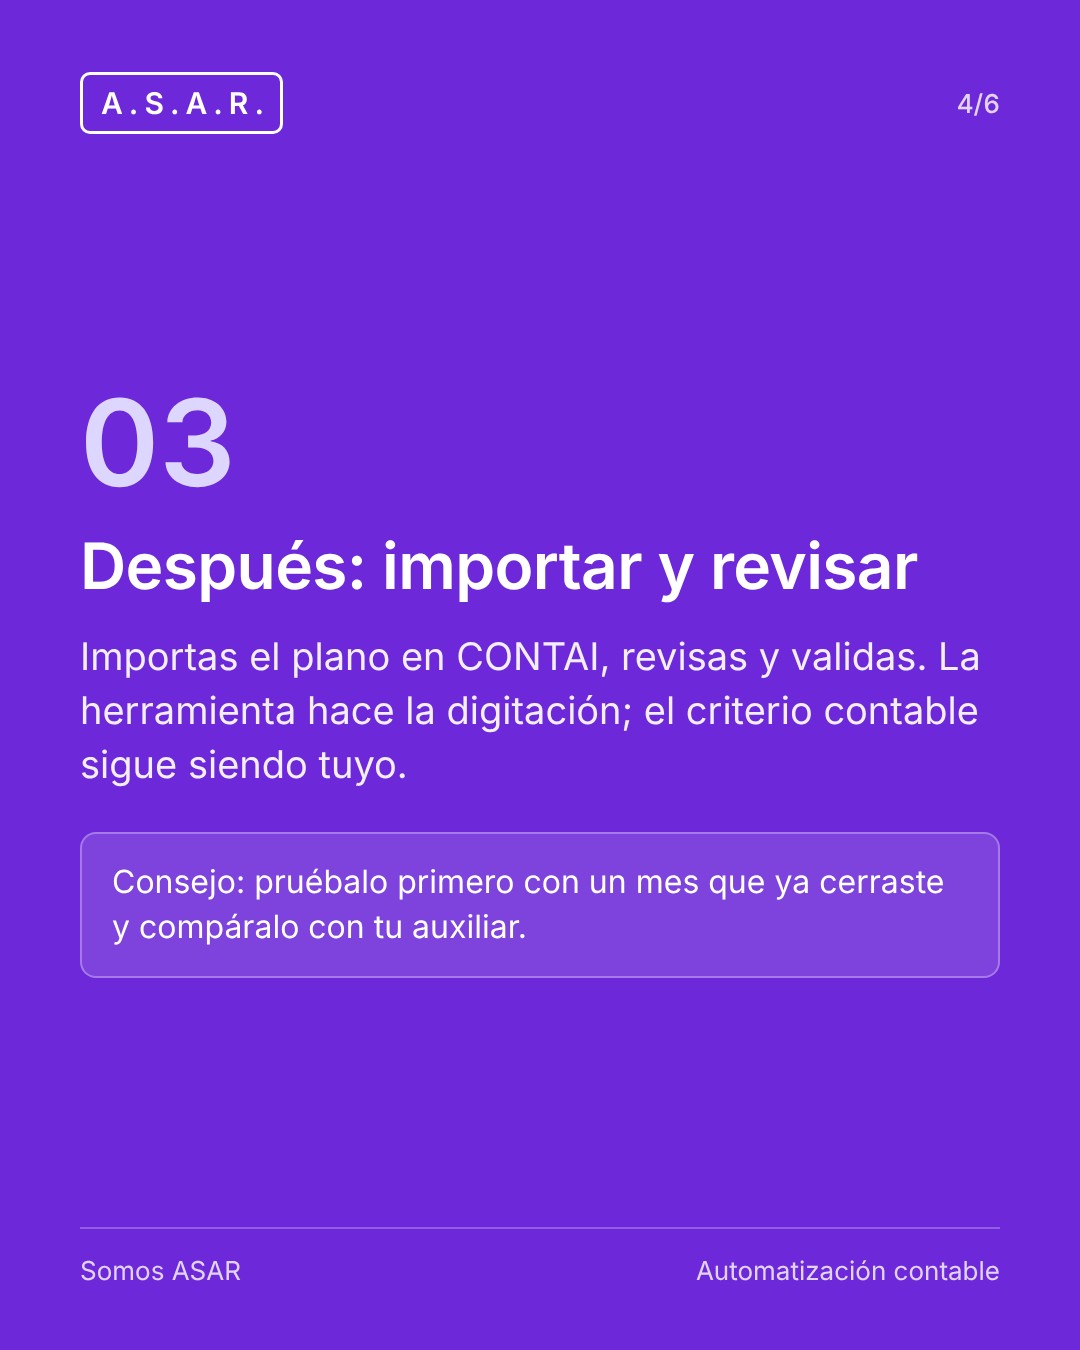 A.S.A.R.
4/6
03
Después: importar y revisar
Importas el plano en CONTAI, revisas y validas. La
herramienta hace la digitación; el criterio contable
sigue siendo tuyo.
Consejo: pruébalo primero con un mes que ya cerraste
y compáralo con tu auxiliar.
Somos ASAR
Automatización contable